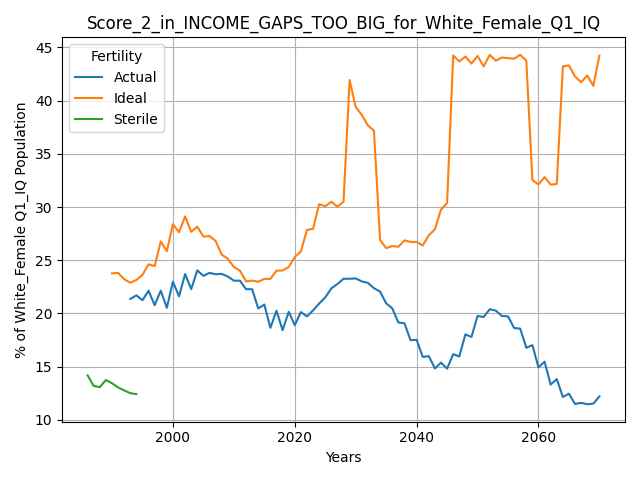 Score_2_in_INCOME_GAPS_TOO_BIG_for_White_Female_Q1_IQ
Fertility
Actual
Ideal
Sterile
% of White_Female Q1_IQ Population
45
40
35
30
25
20
15
10
2000
2020
2040
2060
Years